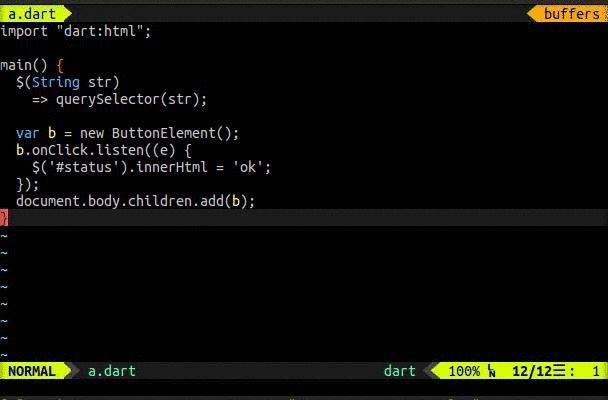 a.dart buffers
import "dart:html";
main() {
  $(String str)
    => querySelector(str);
  var b = new ButtonElement();
  b.onClick.listen((e) {
    $('#status').innerHtml = 'ok';
  });
  document.body.children.add(b);
}
~
~
~
~
~
~
~
~
NORMAL a.dart dart 100% LN 12/12☰: 1